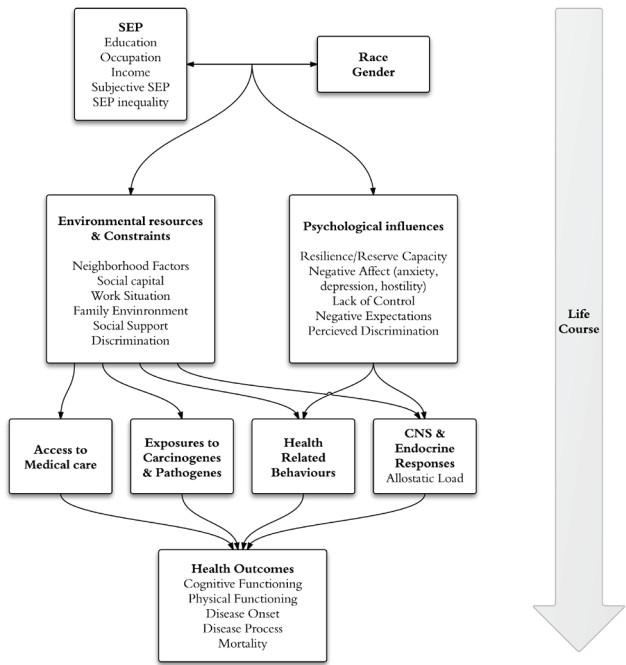 SEP
Education
Occupation
Income
Subjective SEP
SEP inequality
Race
Gender
Environmental resources
& Constraints
Neighborhood Factors
Social capital
Work Situation
Family Envinronment
Social Support
Discrimination
Psychological influences
Resilience/Reserve Capacity
Negative Affect (anxiety,
depression, hostility)
Lack of Control
Negative Expectations
Percieved Discrimination
Life
Course
Access to
Medical care
Exposures to
Carcinogenes
& Pathogenes
Health
Related
Behaviours
CNS &
Endocrine
Responses
Allostatic Load
Health Outcomes
Cognitive Functioning
Physical Functioning
Disease Onset
Disease Process
Mortality